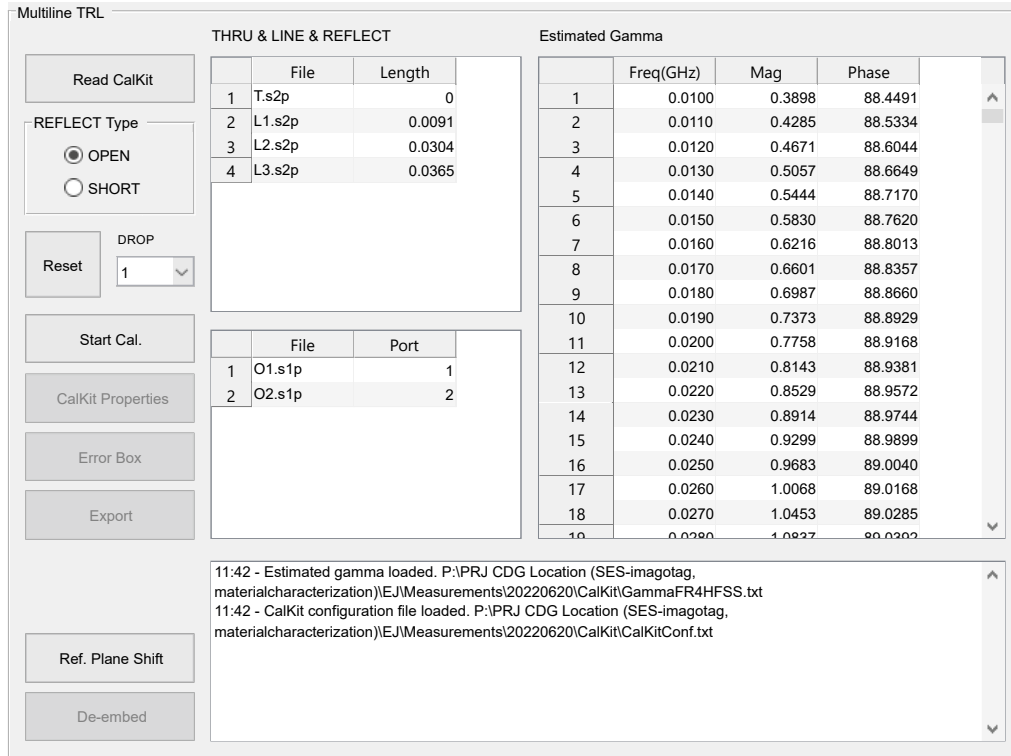 Multiline TRL
THRU & LINE & REFLECT
Estimated Gamma
Read CalKit
REFLECT Type
OPEN
SHORT
Reset
DROP
1
Start Cal.
CalKit Properties
Error Box
Export
Ref. Plane Shift
De-embed
File Length
1 T.s2p 0
2 L1.s2p 0.0091
3 L2.s2p 0.0304
4 L3.s2p 0.0365
File Port
1 O1.s1p 1
2 O2.s1p 2
Freq(GHz) Mag Phase
1 0.0100 0.3898 88.4491
2 0.0110 0.4285 88.5334
3 0.0120 0.4671 88.6044
4 0.0130 0.5057 88.6649
5 0.0140 0.5444 88.7170
6 0.0150 0.5830 88.7620
7 0.0160 0.6216 88.8013
8 0.0170 0.6601 88.8357
9 0.0180 0.6987 88.8660
10 0.0190 0.7373 88.8929
11 0.0200 0.7758 88.9168
12 0.0210 0.8143 88.9381
13 0.0220 0.8529 88.9572
14 0.0230 0.8914 88.9744
15 0.0240 0.9299 88.9899
16 0.0250 0.9683 89.0040
17 0.0260 1.0068 89.0168
18 0.0270 1.0453 89.0285
19 0.0280 1.0837 89.0392
11:42 - Estimated gamma loaded. P:\PRJ CDG Location (SES-imagotag,
materialcharacterization)\EJ\Measurements\20220620\CalKit\GammaFR4HFSS.txt
11:42 - CalKit configuration file loaded. P:\PRJ CDG Location (SES-imagotag,
materialcharacterization)\EJ\Measurements\20220620\CalKit\CalKitConf.txt